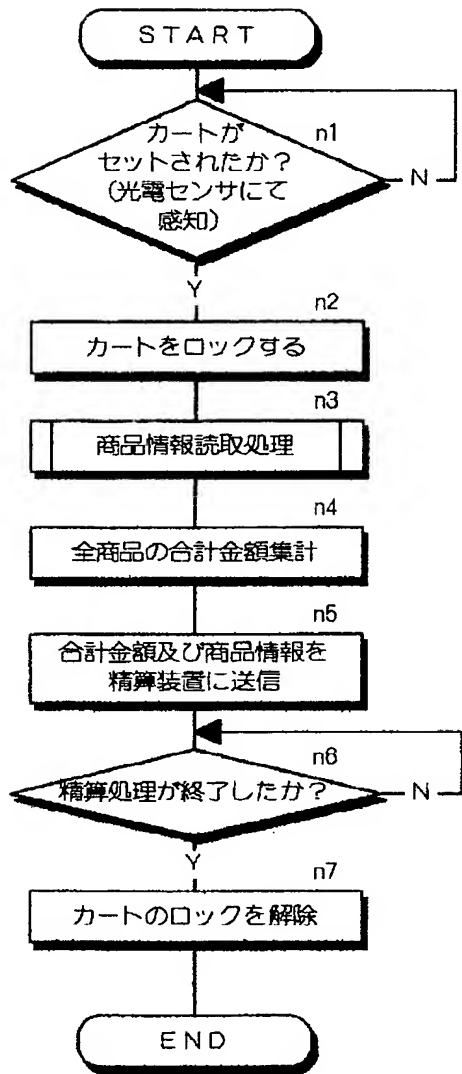 START
カートが
n1
セットされたか?
(光電センサにて
感知)
N
Y
n2
カートをロックする
n3
商品情報読取処理
n4
全商品の合計金額集計
n5
合計金額及び商品情報を
精算装置に送信
n6
精算処理が終了したか?
N
Y
n7
カートのロックを解除
END